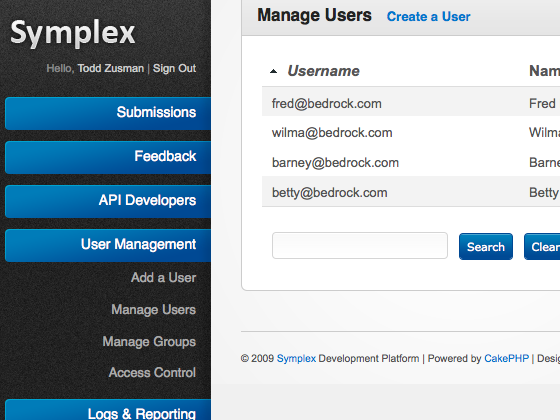 Symplex
Hello, Todd Zusman | Sign Out
Submissions
Feedback
API Developers
User Management
Add a User
Manage Users
Manage Groups
Access Control
Logs & Reporting
Manage Users Create a User
Username Nam
fred@bedrock.com Fred
wilma@bedrock.com Wilma
barney@bedrock.com Barne
betty@bedrock.com Betty
Search Clear
© 2009 Symplex Development Platform | Powered by CakePHP | Desig